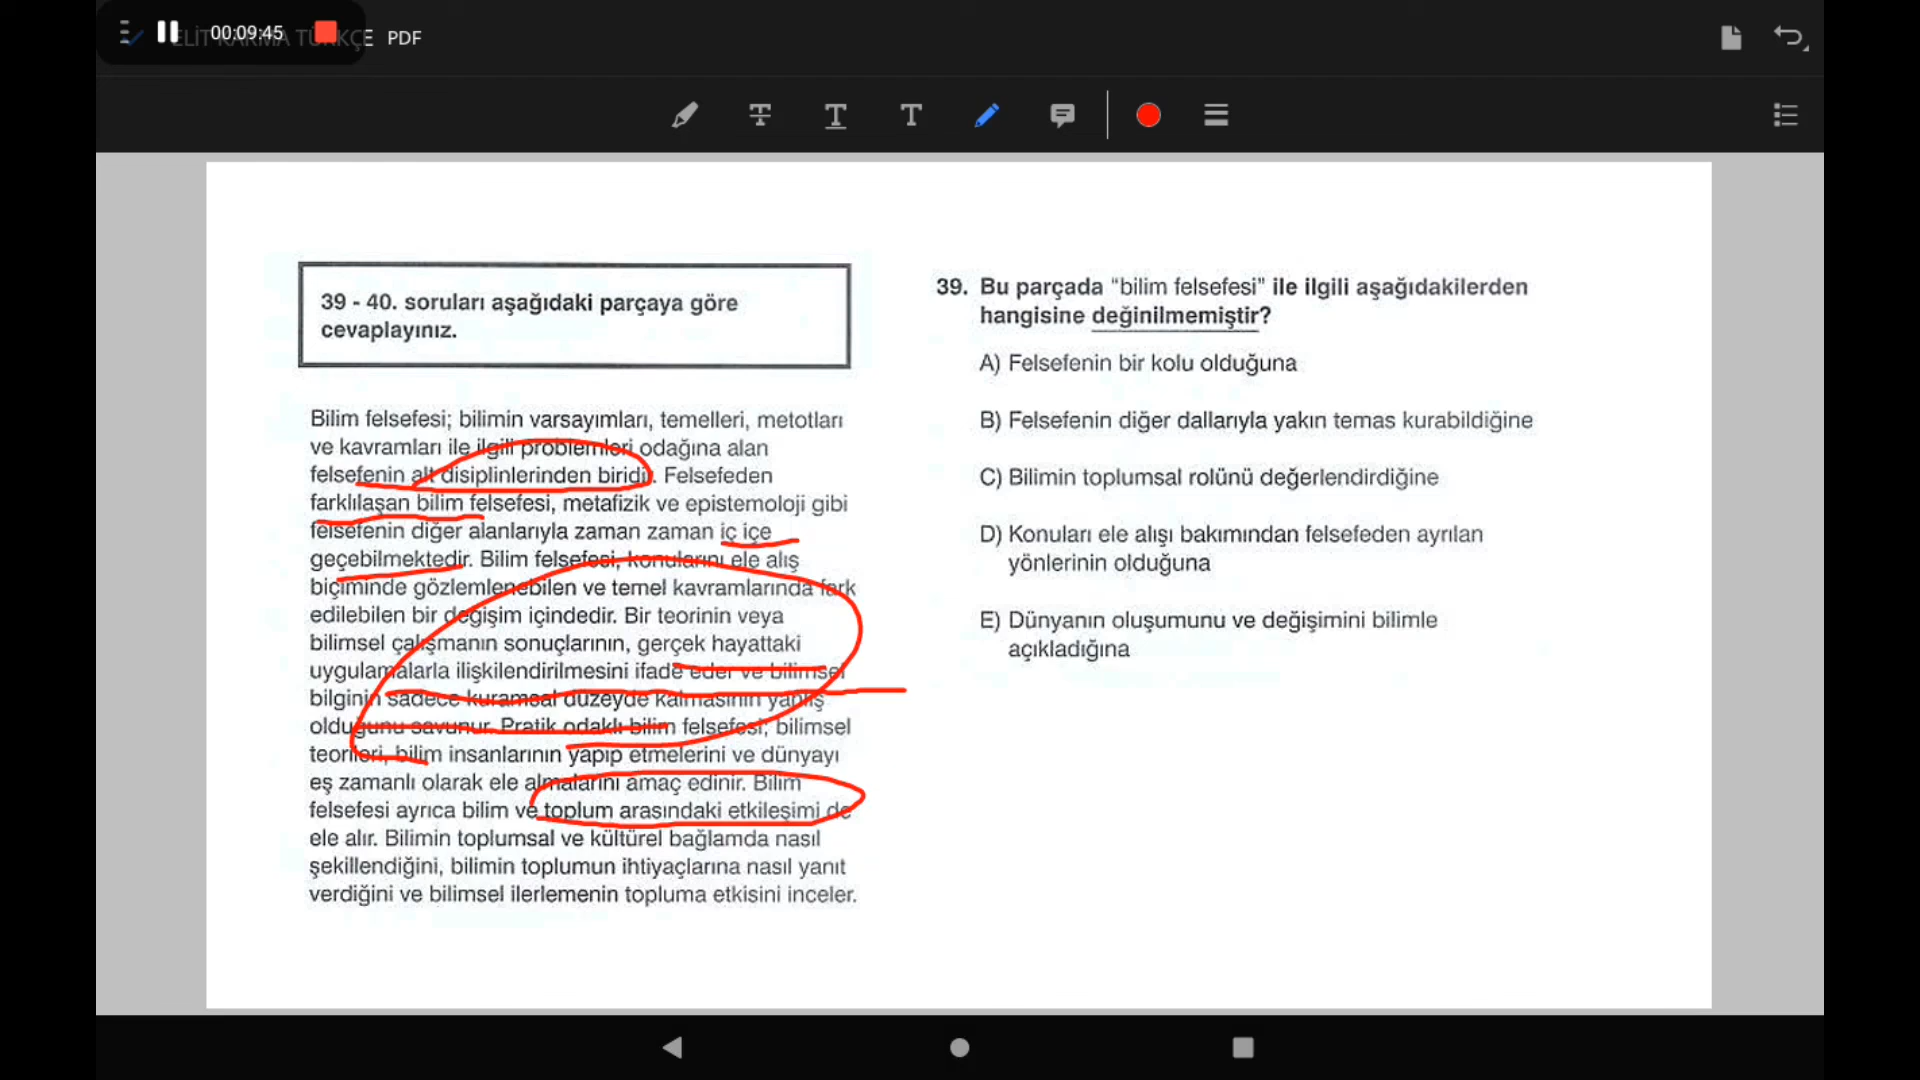 00:09:45
ELİT KARMA TÜRKÇE PDF
39 - 40. soruları aşağıdaki parçaya göre
cevaplayınız.
Bilim felsefesi; bilimin varsayımları, temelleri, metotları
ve kavramları ile ilgili problemleri odağına alan
felsefenin alt disiplinlerinden biridir. Felsefeden
farklılaşan bilim felsefesi, metafizik ve epistemoloji gibi
felsefenin diğer alanlarıyla zaman zaman iç içe
geçebilmektedir. Bilim felsefesi, konularını ele alış
biçiminde gözlemlenebilen ve temel kavramlarında fark
edilebilen bir değişim içindedir. Bir teorinin veya
bilimsel çalışmanın sonuçlarının, gerçek hayattaki
uygulamalarla ilişkilendirilmesini ifade eder ve bilimsel
bilginin sadece kuramsal düzeyde kalmasının yanlış
olduğunu savunur. Pratik odaklı bilim felsefesi; bilimsel
teorileri, bilim insanlarının yapıp etmelerini ve dünyayı
eş zamanlı olarak ele almalarını amaç edinir. Bilim
felsefesi ayrıca bilim ve toplum arasındaki etkileşimi de
ele alır. Bilimin toplumsal ve kültürel bağlamda nasıl
şekillendiğini, bilimin toplumun ihtiyaçlarına nasıl yanıt
verdiğini ve bilimsel ilerlemenin topluma etkisini inceler.
39. Bu parçada “bilim felsefesi” ile ilgili aşağıdakilerden
hangisine değinilmemiştir?
A) Felsefenin bir kolu olduğuna
B) Felsefenin diğer dallarıyla yakın temas kurabildiğine
C) Bilimin toplumsal rolünü değerlendirdiğine
D) Konuları ele alışı bakımından felsefeden ayrılan
yönlerinin olduğuna
E) Dünyanın oluşumunu ve değişimini bilimle
açıkladığına